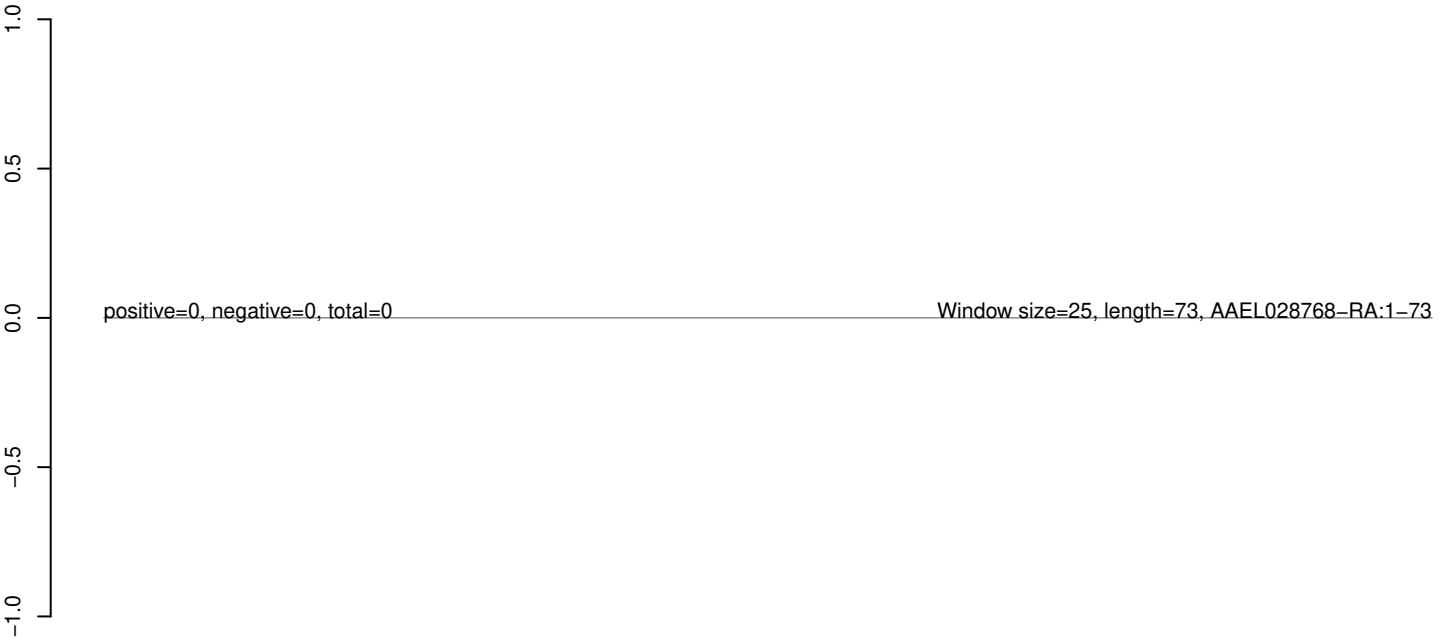 1.0
0.5
positive=0, negative=0, total=0
Window size=25, length=73, AAEL028768−RA:1−73
0.0
−0.5
−1.0